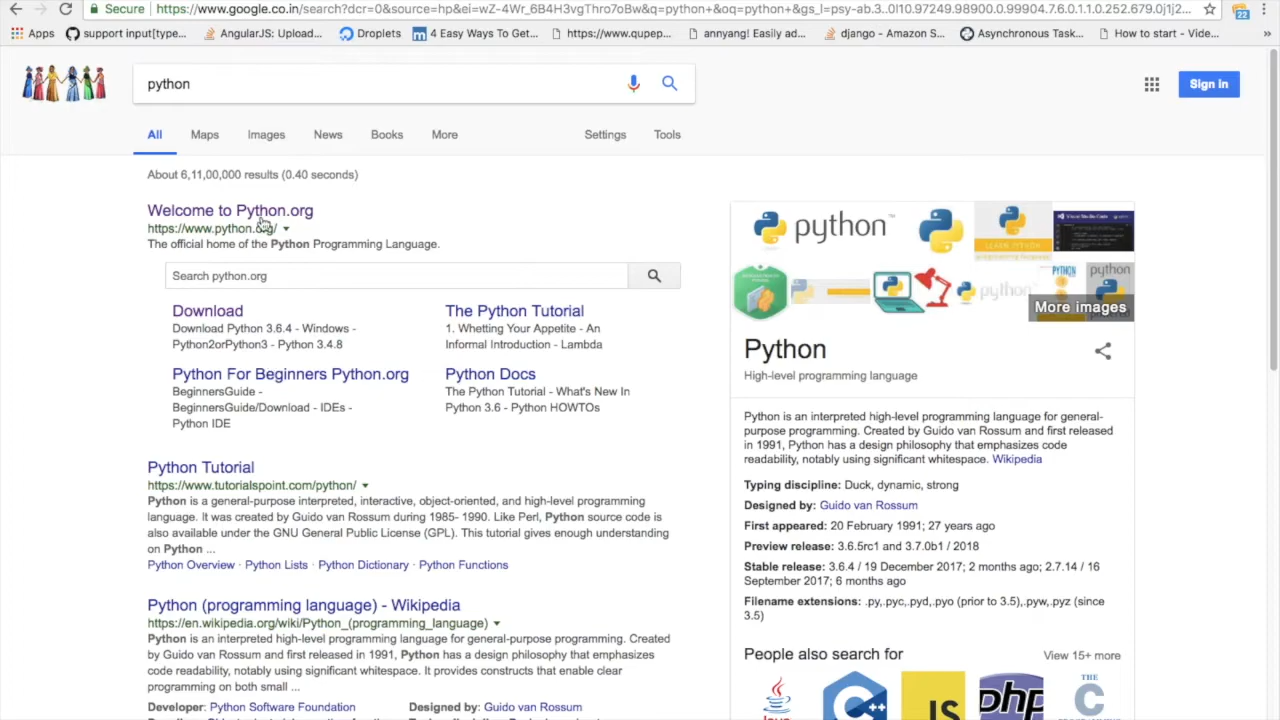 Secure
https://www.google.co.in/search?dcr=0&source=hp&ei=wZ-4Wr_6B4H3vgThro7oBw&q=python+&oq=python+&gs_l=psy-ab.3..0l10.97249.98900.0.99904.7.6.0.1.1.0.252.679.0j1j2...
22
Apps
support input[type...
AngularJS: Upload...
Droplets
4 Easy Ways To Get...
https://www.qupep...
annyang! Easily ad...
django - Amazon S...
Asynchronous Task...
How to start - Vide...
»
python
Sign in
All Maps Images News Books More Settings Tools
About 6,11,00,000 results (0.40 seconds)
Welcome to Python.org
https://www.python.org/
The official home of the Python Programming Language.
Search python.org
Download
Download Python 3.6.4 - Windows -
Python2orPython3 - Python 3.4.8
The Python Tutorial
1. Whetting Your Appetite - An
Informal Introduction - Lambda
Python For Beginners Python.org
BeginnersGuide -
BeginnersGuide/Download - IDEs -
Python IDE
Python Docs
The Python Tutorial - What's New In
Python 3.6 - Python HOWTOs
Python Tutorial
https://www.tutorialspoint.com/python/
Python is a general-purpose interpreted, interactive, object-oriented, and high-level programming
language. It was created by Guido van Rossum during 1985- 1990. Like Perl, Python source code is
also available under the GNU General Public License (GPL). This tutorial gives enough understanding
on Python ...
Python Overview · Python Lists · Python Dictionary · Python Functions
Python (programming language) - Wikipedia
https://en.wikipedia.org/wiki/Python_(programming_language)
Python is an interpreted high-level programming language for general-purpose programming. Created
by Guido van Rossum and first released in 1991, Python has a design philosophy that emphasizes
code readability, notably using significant whitespace. It provides constructs that enable clear
programming on both small ...
Developer: Python Software Foundation
Designed by: Guido van Rossum
python™
LEARN PYTHON
python
PYTHON
python
More images
Python
High-level programming language
Python is an interpreted high-level programming language for general-
purpose programming. Created by Guido van Rossum and first released
in 1991, Python has a design philosophy that emphasizes code
readability, notably using significant whitespace. Wikipedia
Typing discipline: Duck, dynamic, strong
Designed by: Guido van Rossum
First appeared: 20 February 1991; 27 years ago
Preview release: 3.6.5rc1 and 3.7.0b1 / 2018
Stable release: 3.6.4 / 19 December 2017; 2 months ago; 2.7.14 / 16
September 2017; 6 months ago
Filename extensions: .py,.pyc,.pyd,.pyo (prior to 3.5),.pyw,.pyz (since
3.5)
People also search for
View 15+ more
Java
C++
JS
php
THE
C